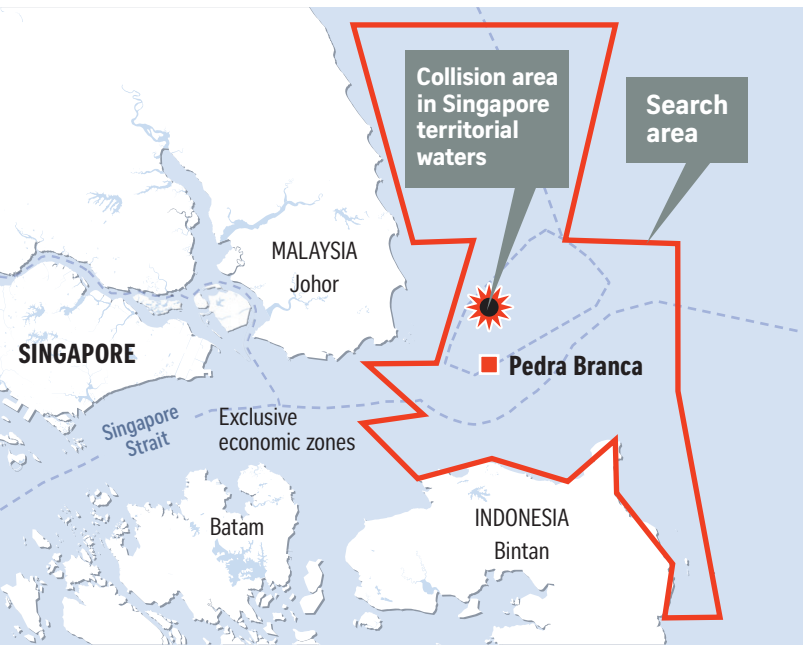 Collision area
in Singapore
territorial
waters
Search
area
MALAYSIA
Johor
SINGAPORE
Pedra Branca
Singapore
Strait
Exclusive
economic zones
Batam
INDONESIA
Bintan